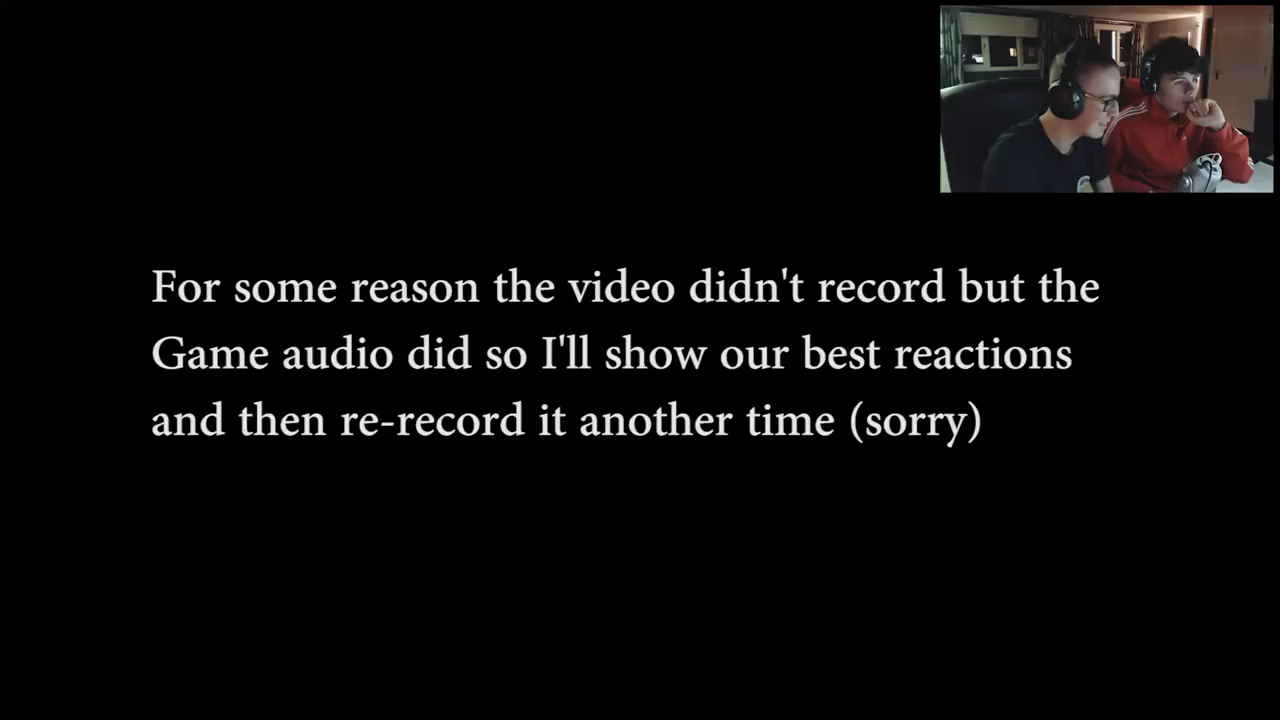 For some reason the video didn't record but the
Game audio did so I'll show our best reactions
and then re-record it another time (sorry)